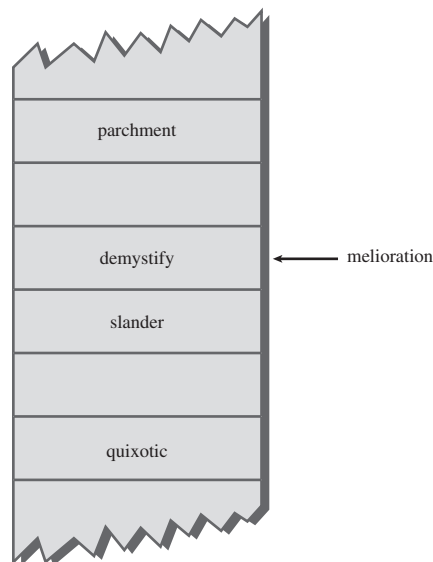 parchment
demystify
melioration
slander
quixotic